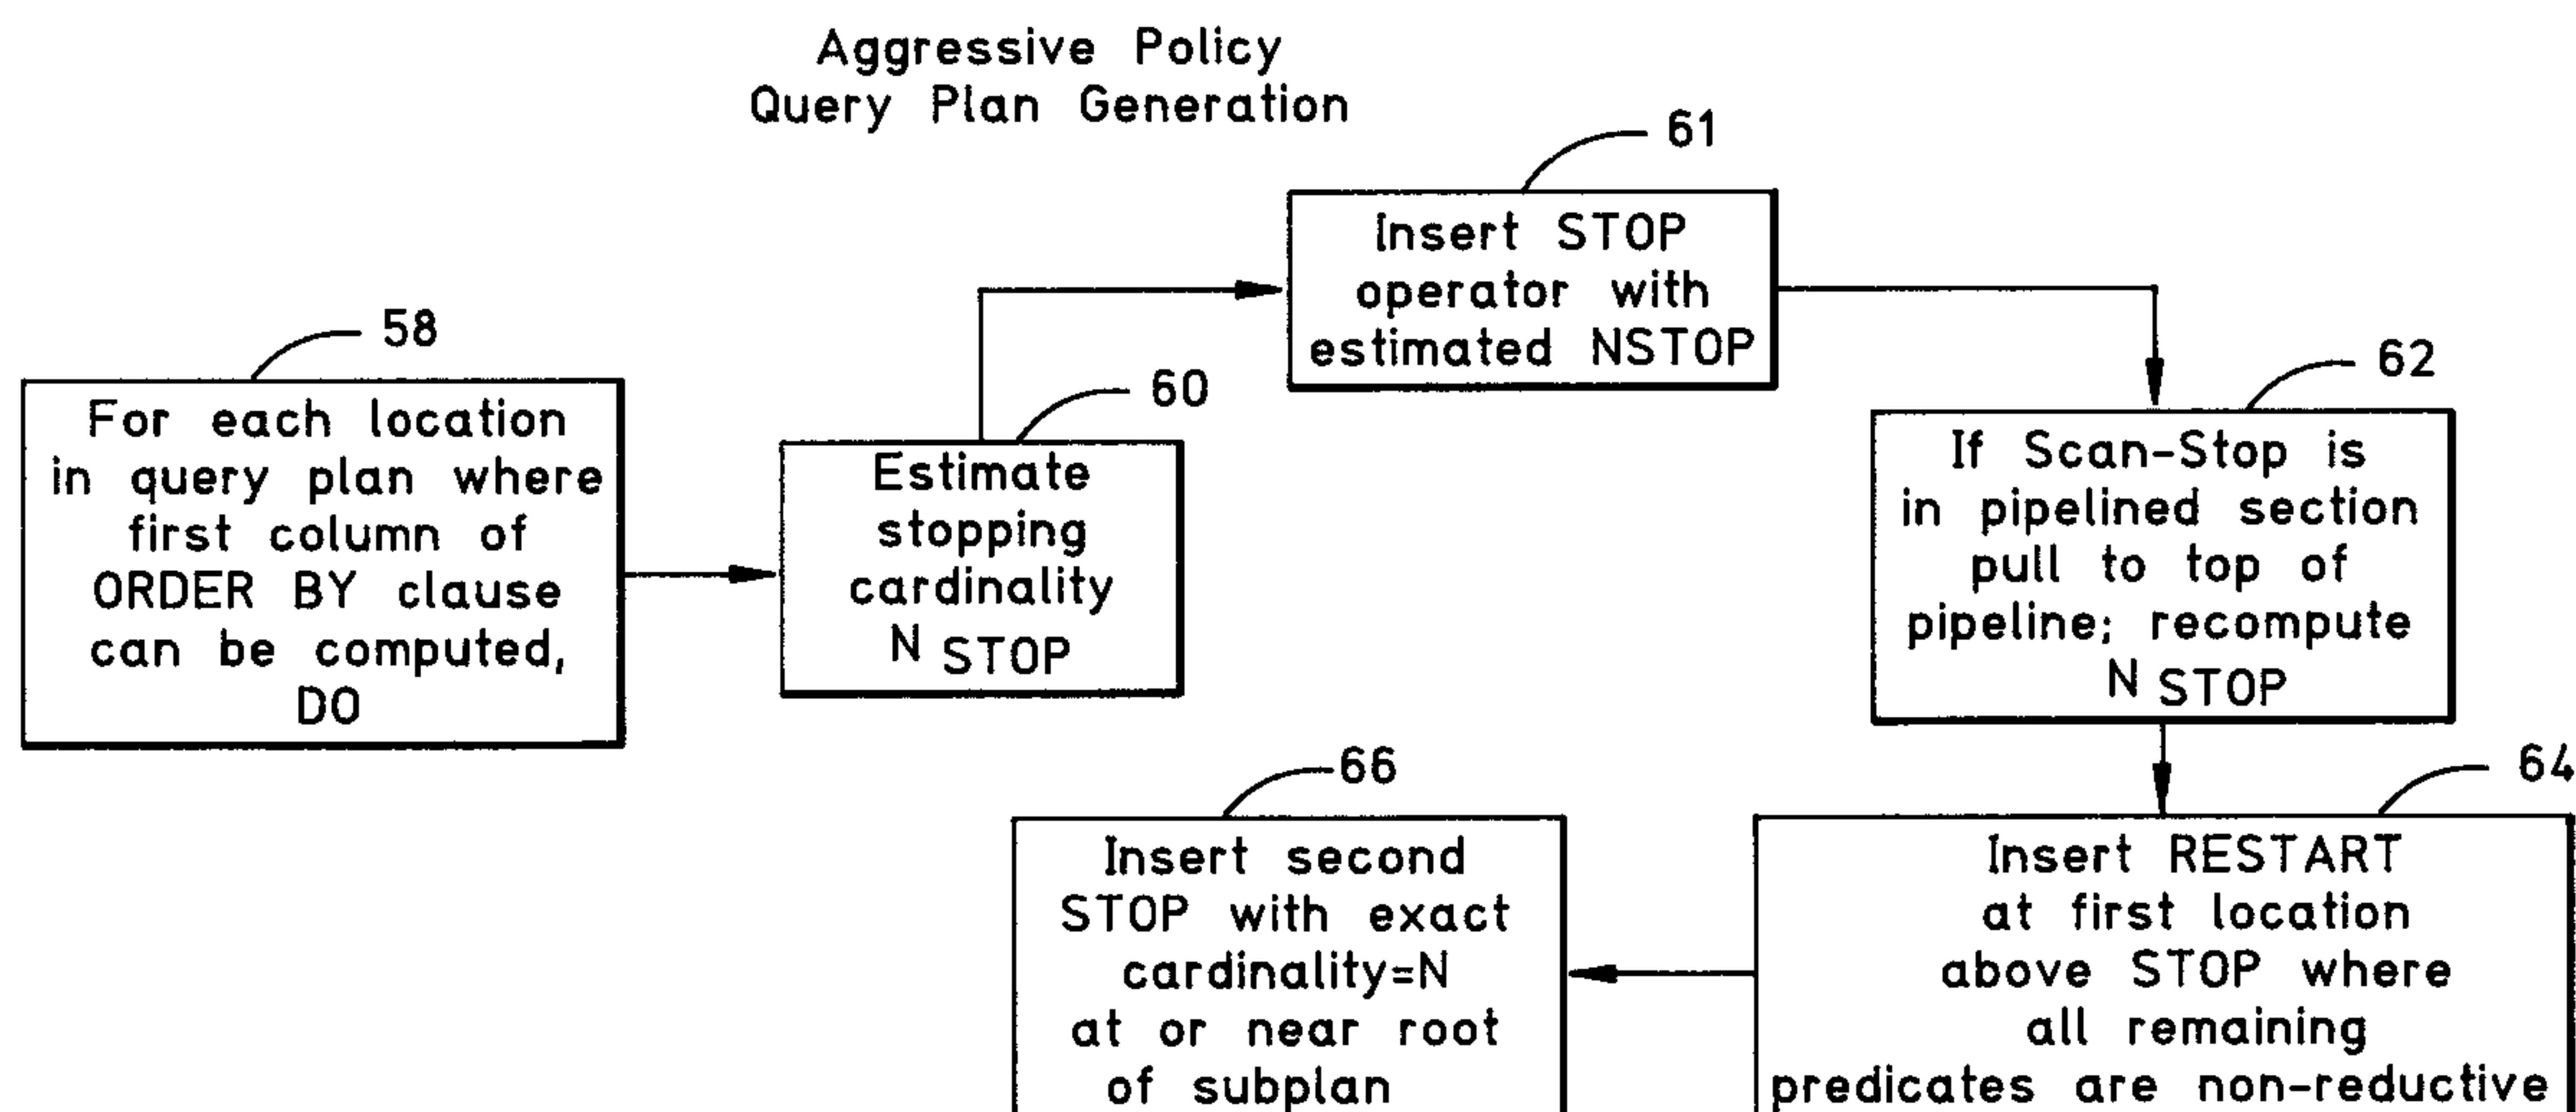 Aggressive Policy
Query Plan Generation
58
For each location
in query plan where
first column of
ORDER BY clause
can be computed,
DO
60
Estimate
stopping
cardinality
N STOP
61
Insert STOP
operator with
estimated NSTOP
62
If Scan-Stop is
in pipelined section
pull to top of
pipeline; recompute
N STOP
64
Insert RESTART
at first location
above STOP where
all remaining
predicates are non-reductive
66
Insert second
STOP with exact
cardinality=N
at or near root
of subplan